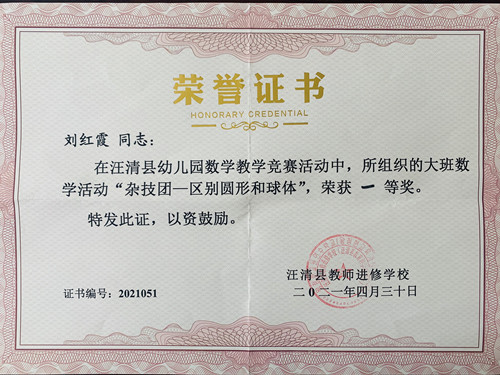 荣誉证书
HONORARY CREDENTIAL
刘红霞 同志：
在汪清县幼儿园数学教学竞赛活动中，所组织的大班数
学活动“杂技团—区别圆形和球体”，荣获 一 等奖。
特发此证，以资鼓励。
汪清县教师进修学校
证书编号：2021051
二〇二一年四月三十日